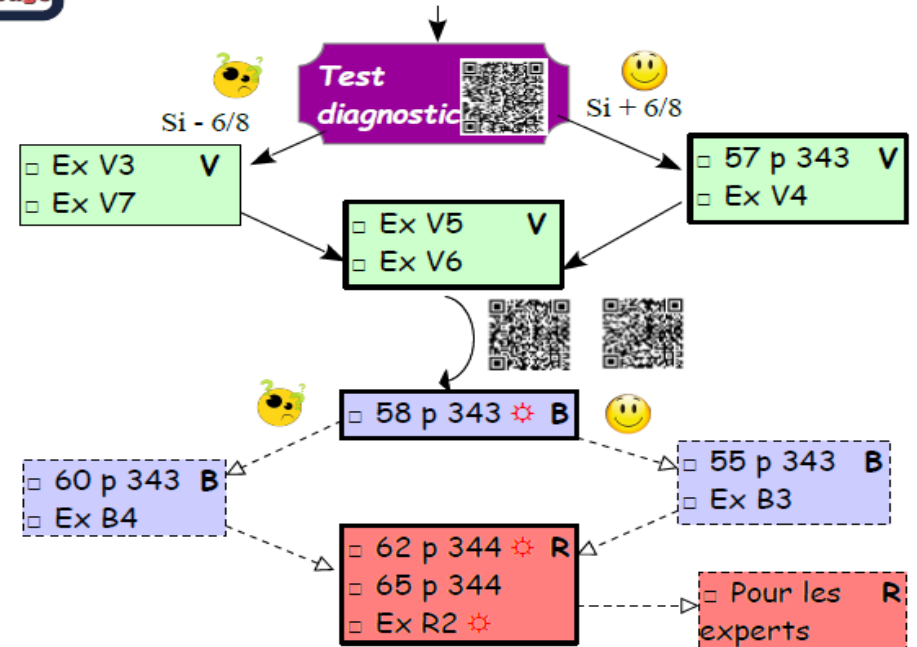 Test
diagnostic
Si - 6/8
Si + 6/8
□ Ex V3 V
□ Ex V7
□ 57 p 343 V
□ Ex V4
□ Ex V5 V
□ Ex V6
□ 58 p 343 ☼ B
□ 60 p 343 B
□ Ex B4
□ 55 p 343 B
□ Ex B3
□ 62 p 344 ☼ R
□ 65 p 344
□ Ex R2 ☼
□ Pour les R
experts